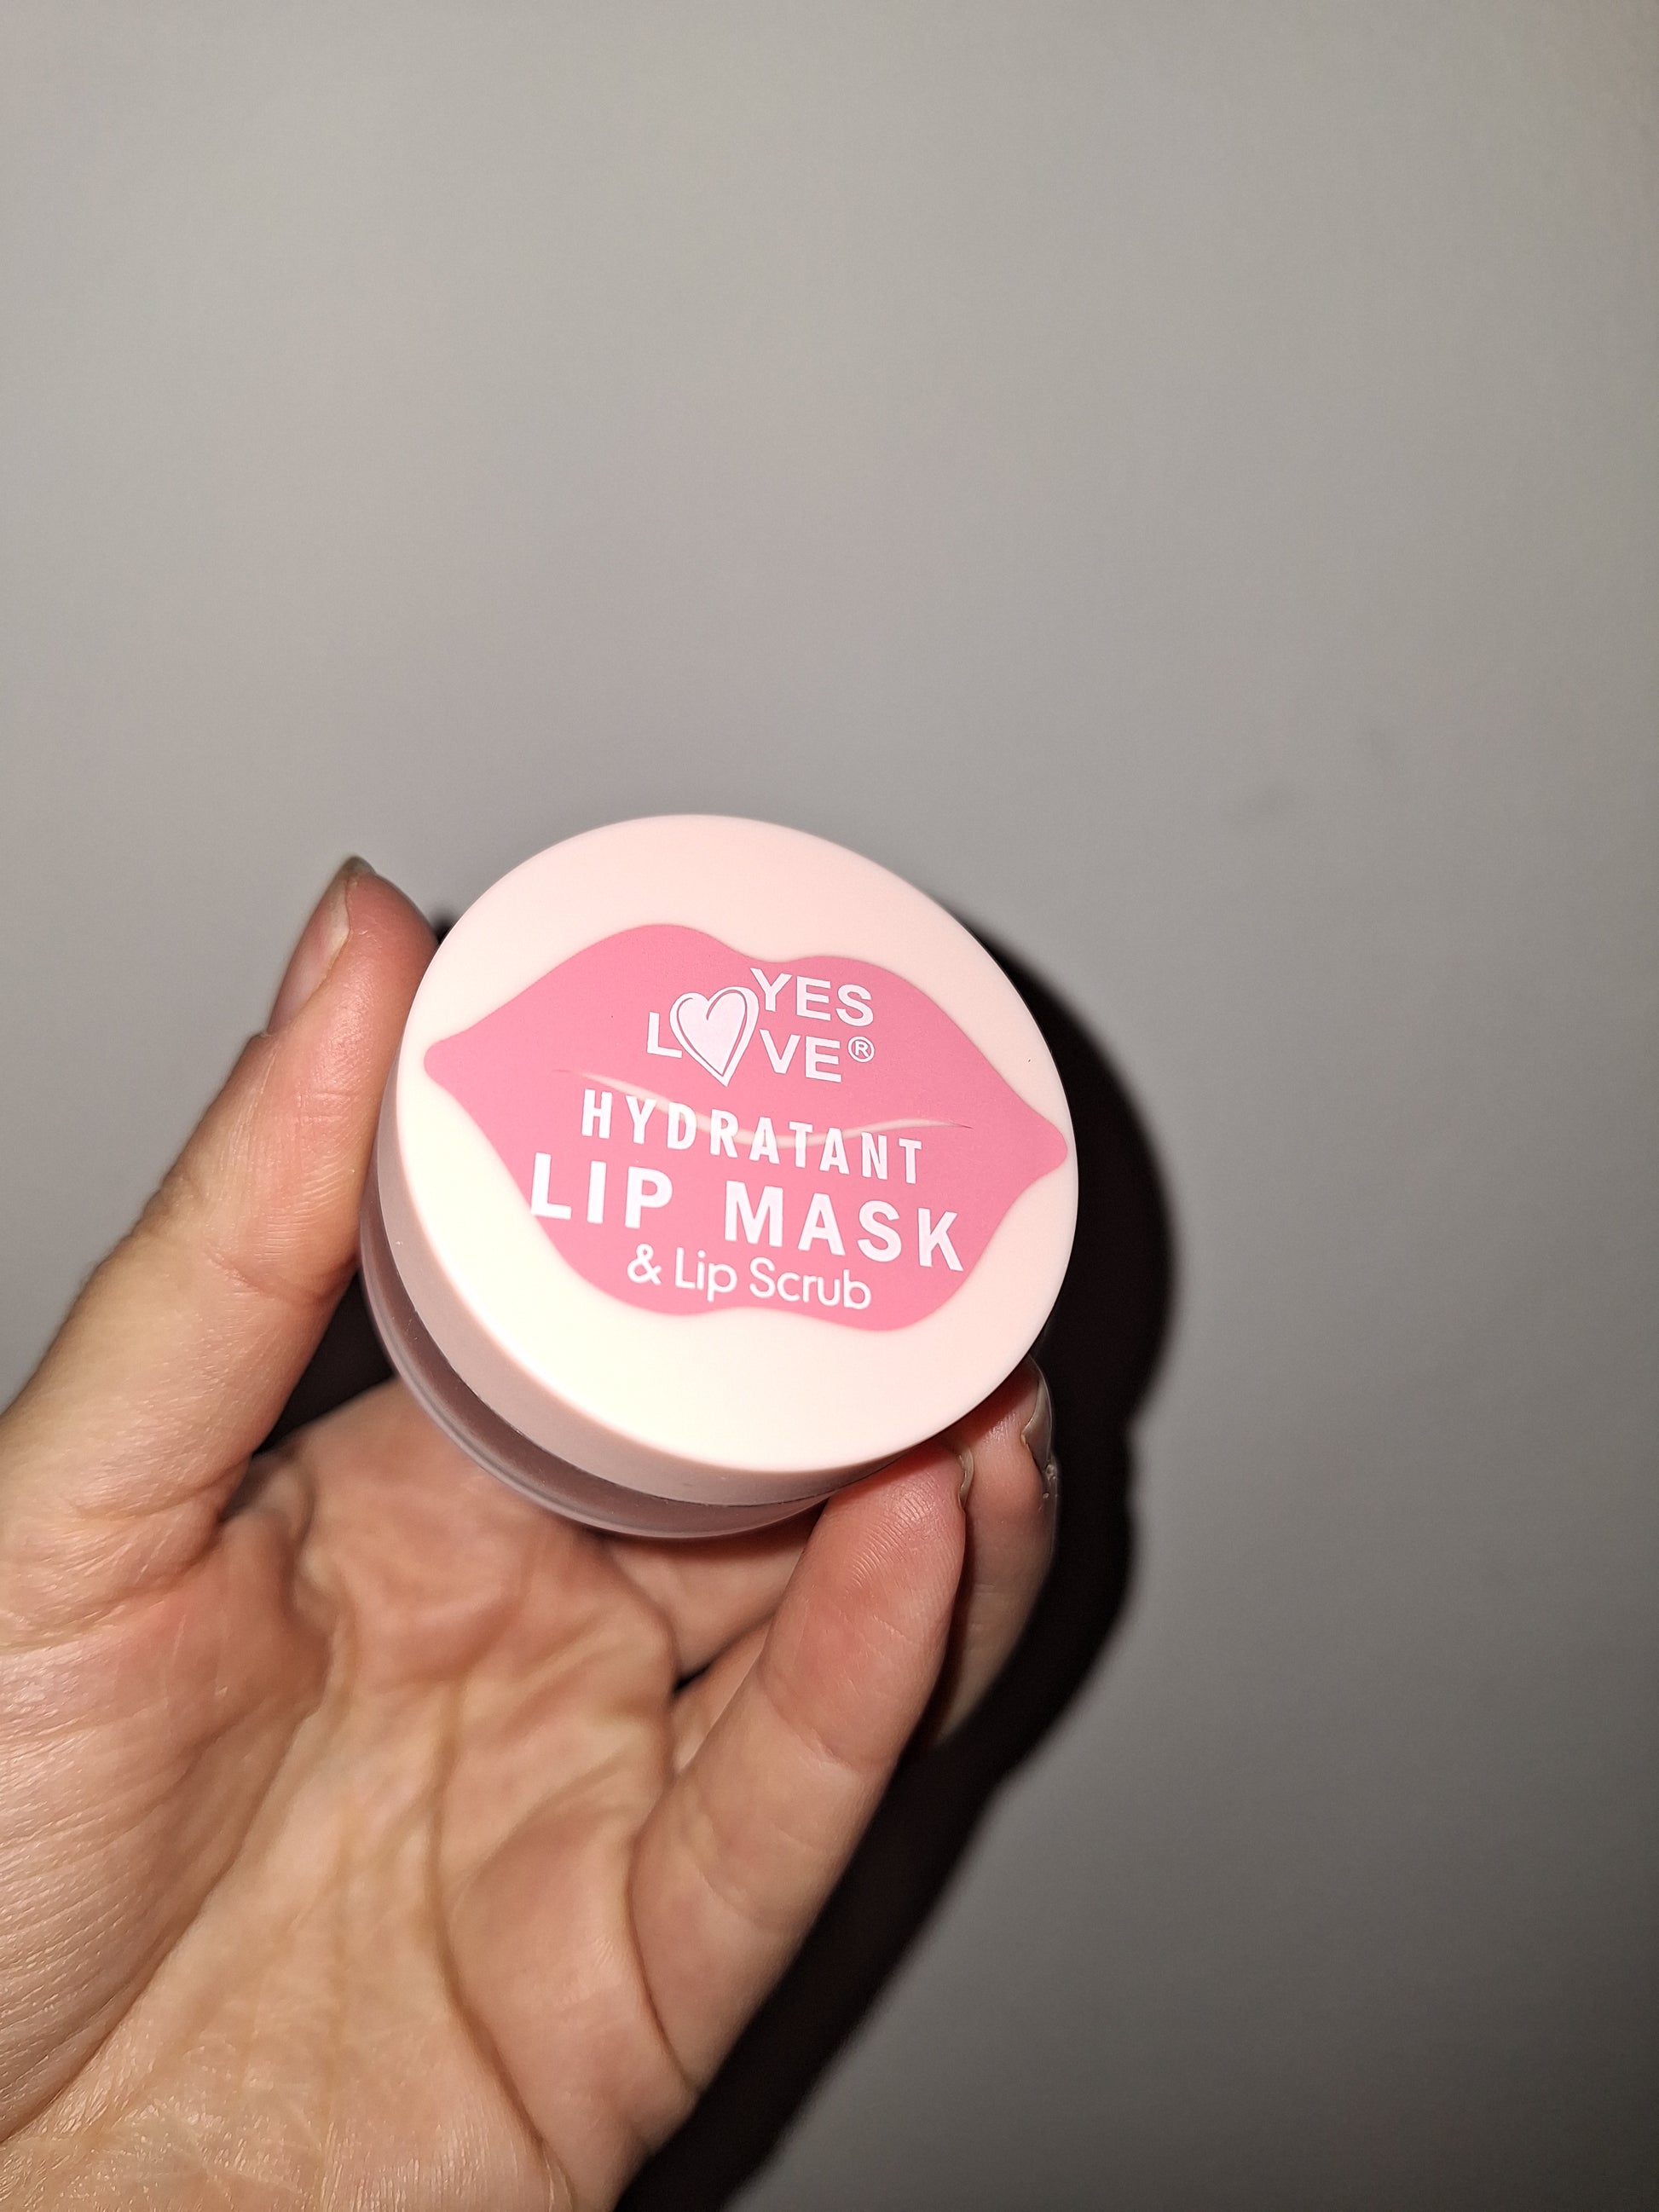 YES
LOVE®
HYDRATANT
LIP MASK
& Lip Scrub